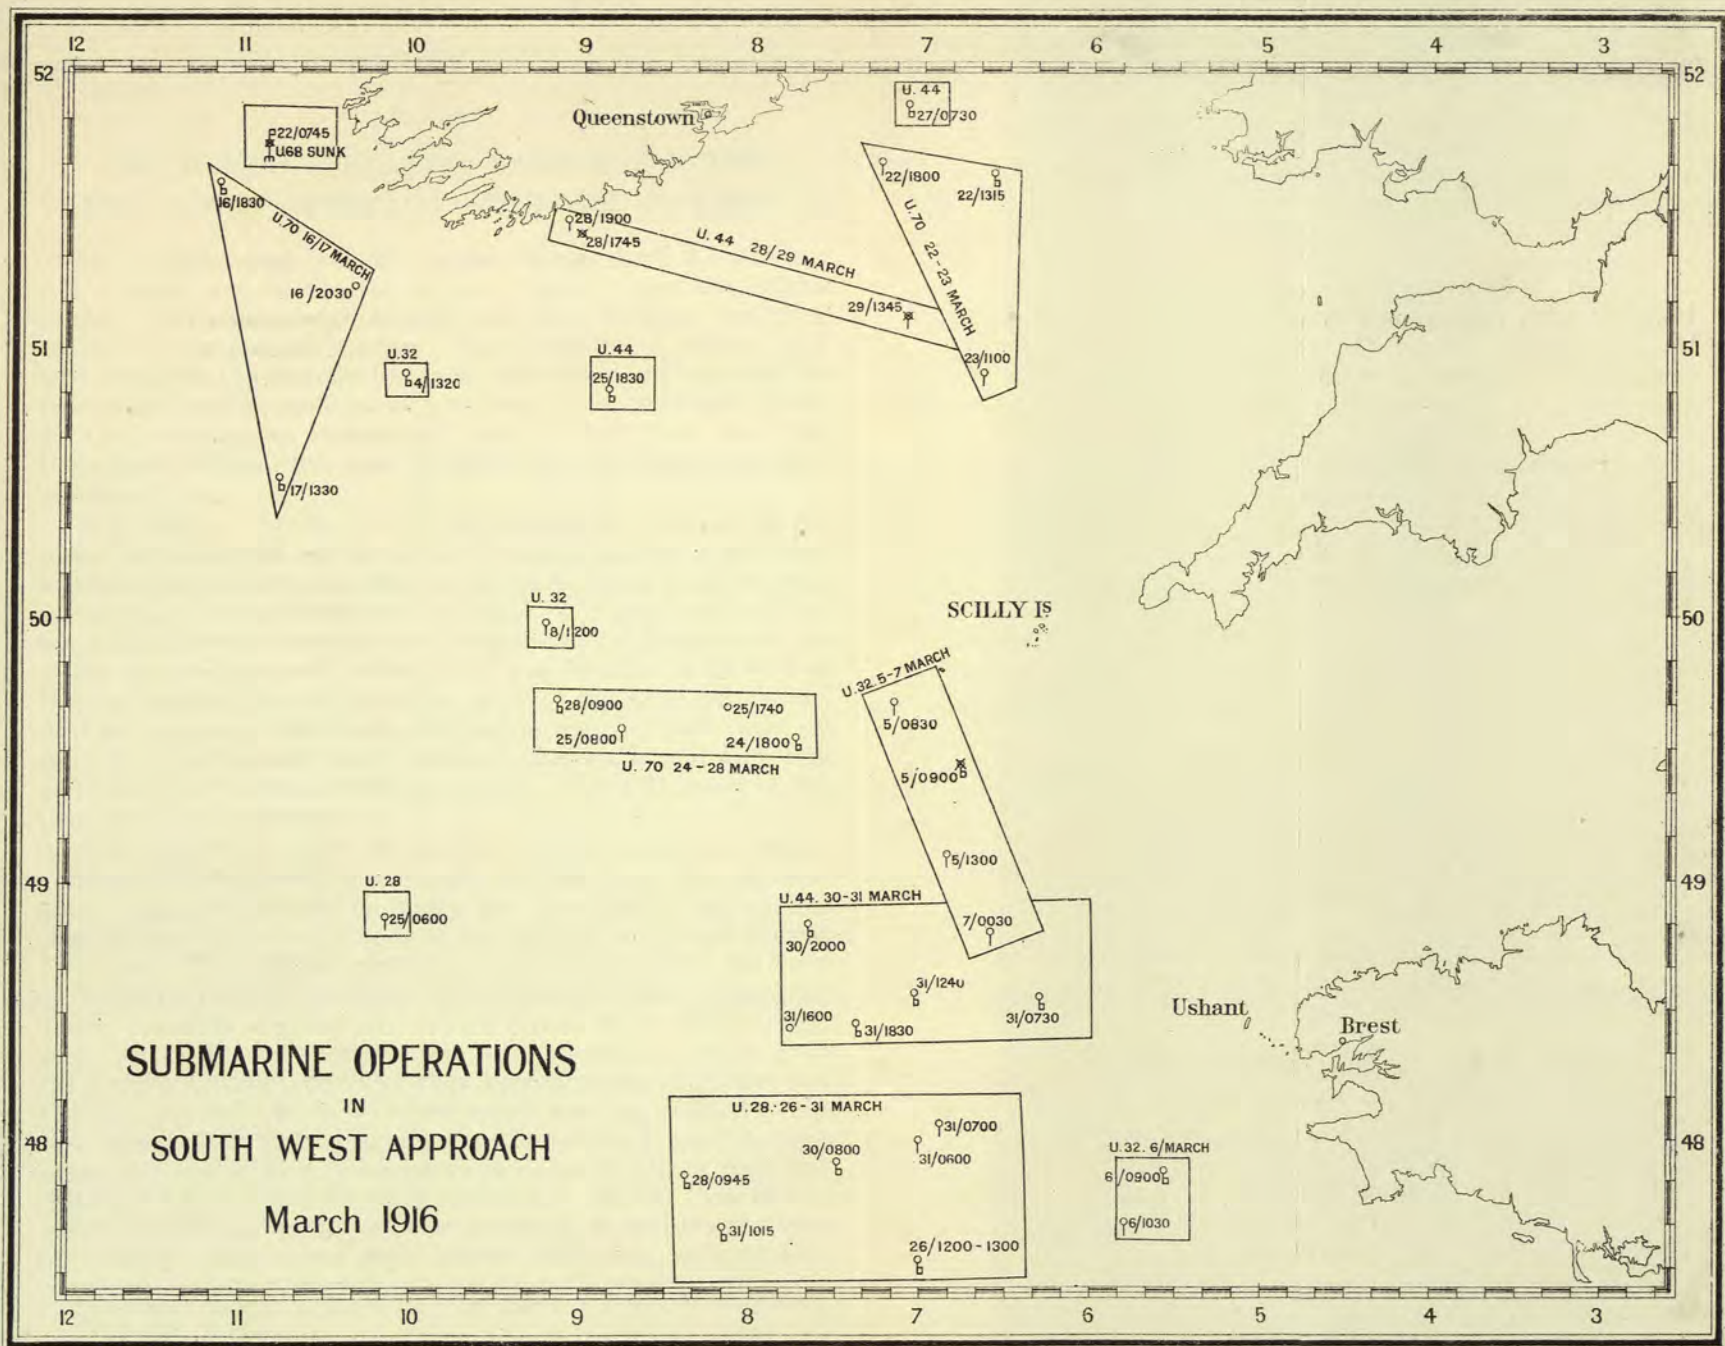 12 11 10 9 8 7 6 5 4 3
52 52
U. 44
27/0730
Queenstown
22/0745
U68 SUNK
16/1830
U.70 16/17 MARCH
16/2030
17/1330
28/1900
28/1745
U. 44 28/29 MARCH
29/1345
22/1800
22/1315
U.70 22-23 MARCH
23/1100
51 51
U.32
4/1320
U.44
25/1830
50 50
U. 32
8/1200
SCILLY IS
28/0900
25/1740
25/0800
24/1800
U. 70 24-28 MARCH
U.32. 5-7 MARCH
5/0830
5/0900
5/1300
7/0030
49 49
U. 28
25/0600
U.44. 30-31 MARCH
30/2000
31/1240
31/1600
31/1830
31/0730
Ushant
Brest
SUBMARINE OPERATIONS
IN
SOUTH WEST APPROACH
March 1916
48 48
U.28. 26-31 MARCH
31/0700
30/0800
31/0600
28/0945
31/1015
26/1200-1300
U.32. 6/MARCH
6/0900
6/1030
12 11 10 9 8 7 6 5 4 3